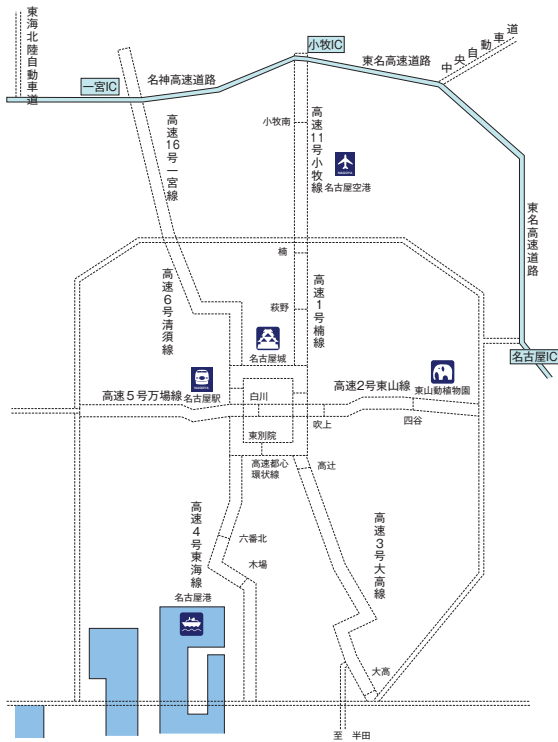 東海北陸自動車道
一宮IC
名神高速道路
小牧IC
東名高速道路
中央自動車道
高速16号一宮線
小牧南
高速11号小牧線
名古屋空港
東名高速道路
高速6号清須線
楠
萩野
高速1号楠線
名古屋城
名古屋IC
高速5号万場線
名古屋駅
白川
高速2号東山線
東山動植物園
吹上
四谷
東別院
高速都心
環状線
高辻
高速4号東海線
六番北
木場
高速3号大高線
名古屋港
大高
至 半田